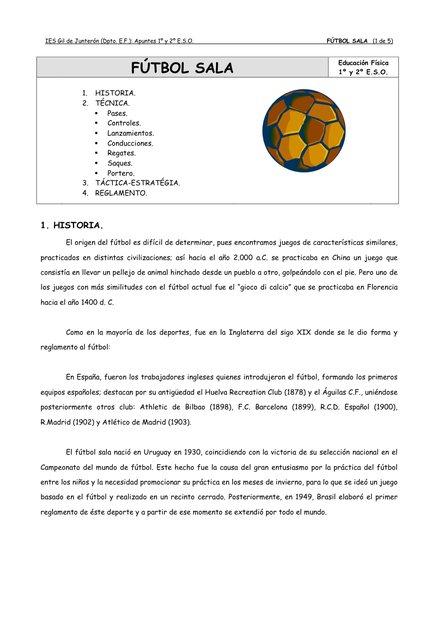 IES Gil de Junterón (Dpto. E.F.): Apuntes 1º y 2º E.S.O. FÚTBOL SALA (1 de 5)
FÚTBOL SALA
Educación Física
1º y 2º E.S.O.
1. HISTORIA.
2. TÉCNICA.
▪ Pases.
▪ Controles.
▪ Lanzamientos.
▪ Conducciones.
▪ Regates.
▪ Saques.
▪ Portero.
3. TÁCTICA-ESTRATÉGIA.
4. REGLAMENTO.
1. HISTORIA.
El origen del fútbol es difícil de determinar, pues encontramos juegos de características similares,
practicados en distintas civilizaciones; así hacia el año 2.000 a.C. se practicaba en China un juego que
consistía en llevar un pellejo de animal hinchado desde un pueblo a otro, golpeándolo con el pie. Pero uno de
los juegos con más similitudes con el fútbol actual fue el "gioco di calcio" que se practicaba en Florencia
hacia el año 1400 d. C.
Como en la mayoría de los deportes, fue en la Inglaterra del sigo XIX donde se le dio forma y
reglamento al fútbol:
En España, fueron los trabajadores ingleses quienes introdujeron el fútbol, formando los primeros
equipos españoles; destacan por su antigüedad el Huelva Recreation Club (1878) y el Águilas C.F., uniéndose
posteriormente otros club: Athletic de Bilbao (1898), F.C. Barcelona (1899), R.C.D. Español (1900),
R.Madrid (1902) y Atlético de Madrid (1903).
El fútbol sala nació en Uruguay en 1930, coincidiendo con la victoria de su selección nacional en el
Campeonato del mundo de fútbol. Este hecho fue la causa del gran entusiasmo por la práctica del fútbol
entre los niños y la necesidad promocionar su práctica en los meses de invierno, para lo que se ideó un juego
basado en el fútbol y realizado en un recinto cerrado. Posteriormente, en 1949, Brasil elaboró el primer
reglamento de éste deporte y a partir de ese momento se extendió por todo el mundo.